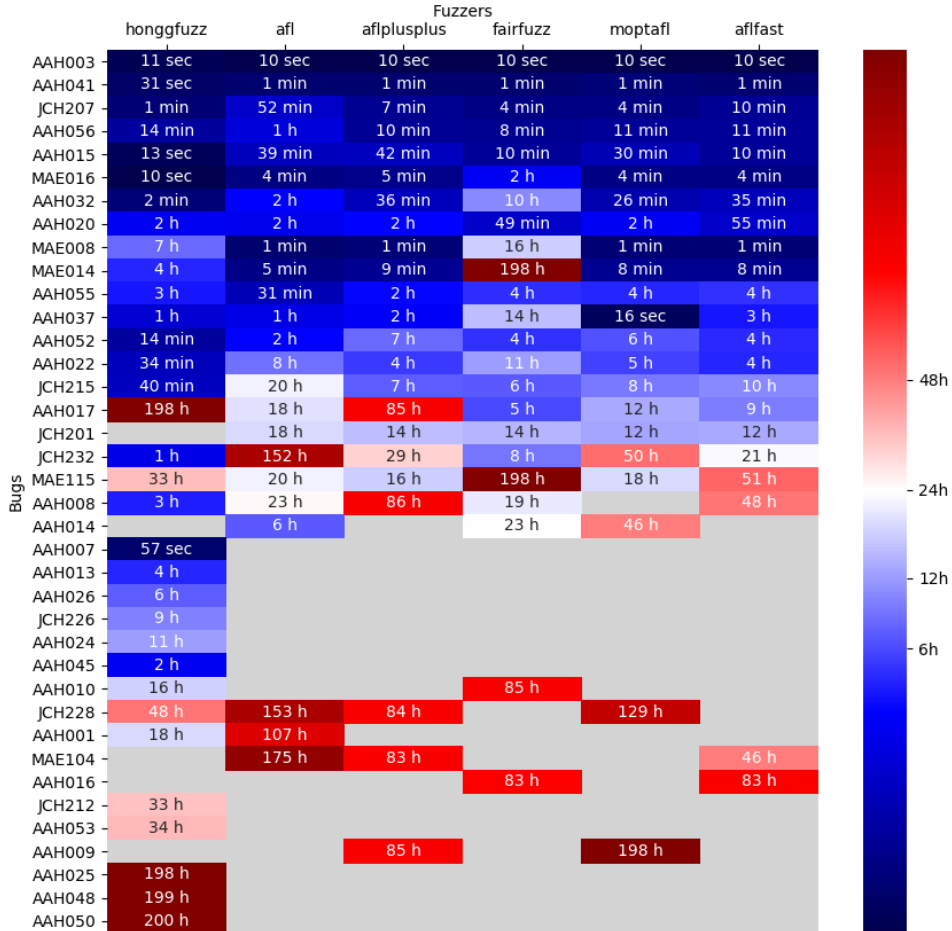 Fuzzers
honggfuzz afl aflplusplus fairfuzz moptafl aflfast
AAH003 11 sec 10 sec 10 sec 10 sec 10 sec 10 sec
AAH041 31 sec 1 min 1 min 1 min 1 min 1 min
JCH207 1 min 52 min 7 min 4 min 4 min 10 min
AAH056 14 min 1 h 10 min 8 min 11 min 11 min
AAH015 13 sec 39 min 42 min 10 min 30 min 10 min
MAE016 10 sec 4 min 5 min 2 h 4 min 4 min
AAH032 2 min 2 h 36 min 10 h 26 min 35 min
AAH020 2 h 2 h 2 h 49 min 2 h 55 min
MAE008 7 h 1 min 1 min 16 h 1 min 1 min
MAE014 4 h 5 min 9 min 198 h 8 min 8 min
AAH055 3 h 31 min 2 h 4 h 4 h 4 h
AAH037 1 h 1 h 2 h 14 h 16 sec 3 h
AAH052 14 min 2 h 7 h 4 h 6 h 4 h
AAH022 34 min 8 h 4 h 11 h 5 h 4 h
JCH215 40 min 20 h 7 h 6 h 8 h 10 h
48h
AAH017 198 h 18 h 85 h 5 h 12 h 9 h
JCH201 18 h 14 h 14 h 12 h 12 h
JCH232 1 h 152 h 29 h 8 h 50 h 21 h
MAE115 33 h 20 h 16 h 198 h 18 h 51 h
24h
Bugs
AAH008 3 h 23 h 86 h 19 h 48 h
AAH014 6 h 23 h 46 h
AAH007 57 sec
AAH013 4 h
12h
AAH026 6 h
JCH226 9 h
AAH024 11 h
6h
AAH045 2 h
AAH010 16 h 85 h
JCH228 48 h 153 h 84 h 129 h
AAH001 18 h 107 h
MAE104 175 h 83 h 46 h
AAH016 83 h 83 h
JCH212 33 h
AAH053 34 h
AAH009 85 h 198 h
AAH025 198 h
AAH048 199 h
AAH050 200 h